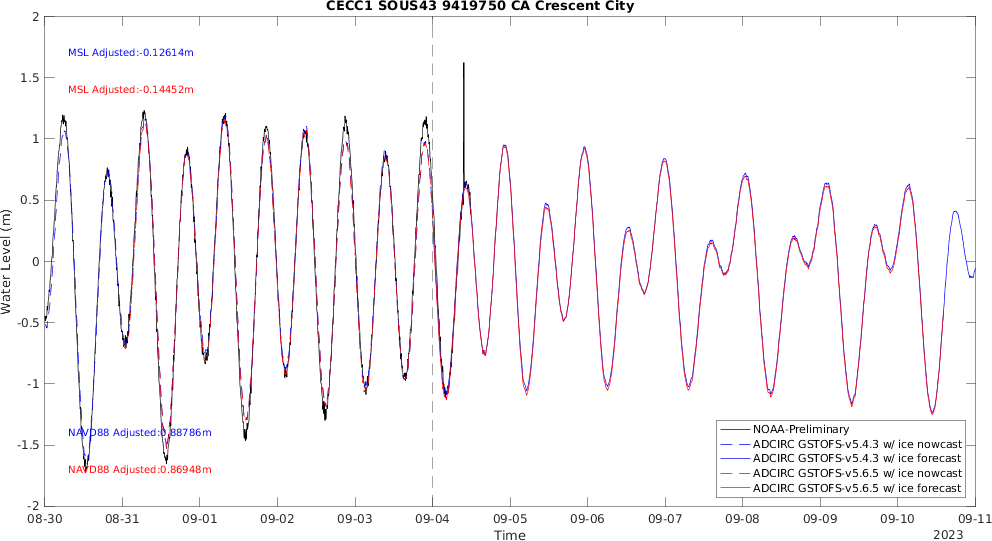 CECC1 SOUS43 9419750 CA Crescent City
MSL Adjusted:-0.12614m
MSL Adjusted:-0.14452m
NAVD88 Adjusted:0.88786m
NAVD88 Adjusted:0.86948m
Water Level (m)
2
1.5
1
0.5
0
-0.5
-1
-1.5
-2
NOAA-Preliminary
ADCIRC GSTOFS-v5.4.3 w/ ice nowcast
ADCIRC GSTOFS-v5.4.3 w/ ice forecast
ADCIRC GSTOFS-v5.6.5 w/ ice nowcast
ADCIRC GSTOFS-v5.6.5 w/ ice forecast
08-30 08-31 09-01 09-02 09-03 09-04 09-05 09-06 09-07 09-08 09-09 09-10 09-11
Time
2023